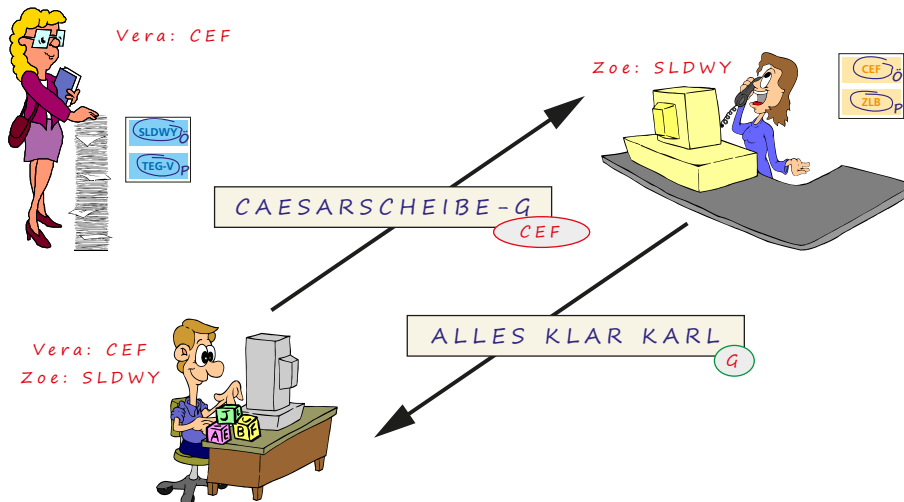 Vera: CEF
SLDWY Ö
TEG-V P
Zoe: SLDWY
CEF Ö
ZLB P
CAESARSCHEIBE-G
CEF
ALLES KLAR KARL
G
Vera: CEF
Zoe: SLDWY
J
A E B F